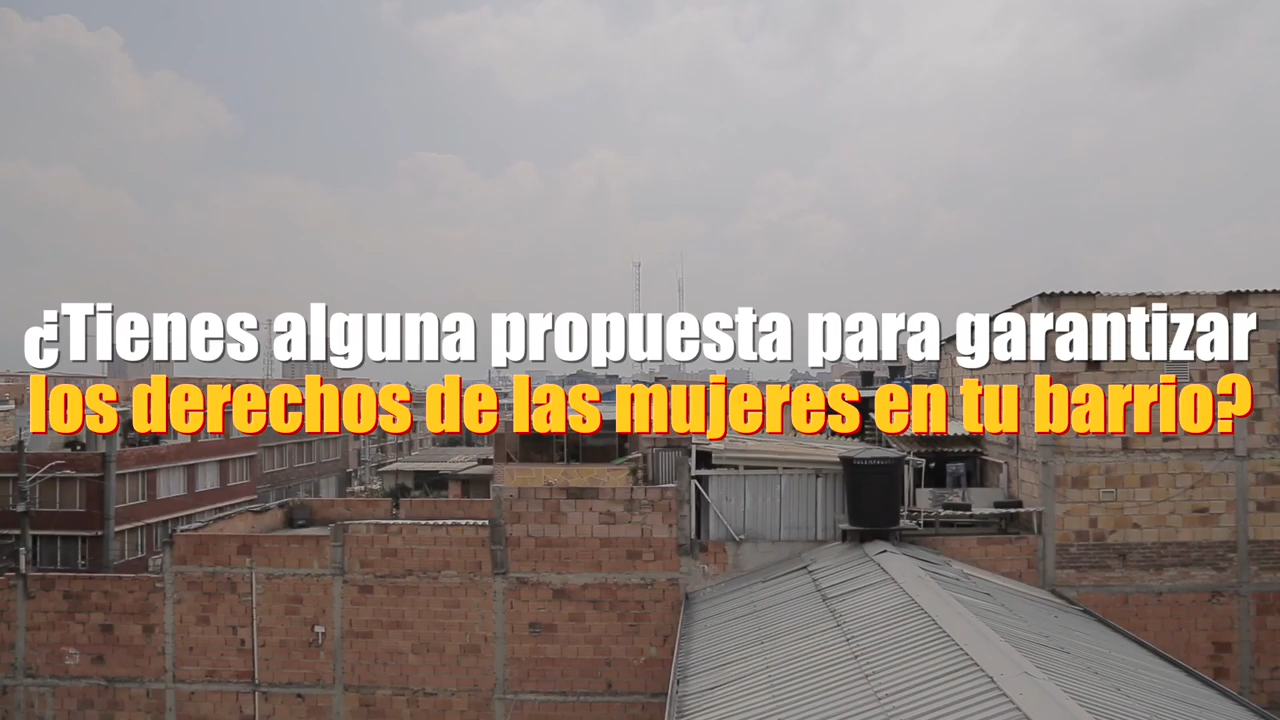 ¿Tienes alguna propuesta para garantizar
los derechos de las mujeres en tu barrio?